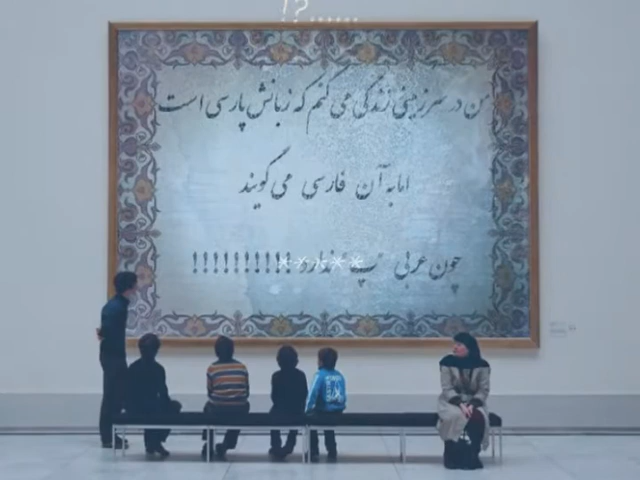 !?......
من در سرزمینی زندگی می کنم که زبانش پارسی است
اما به آن فارسی می گویند
چون عربی پ ندارد !!!!!!!!!!!